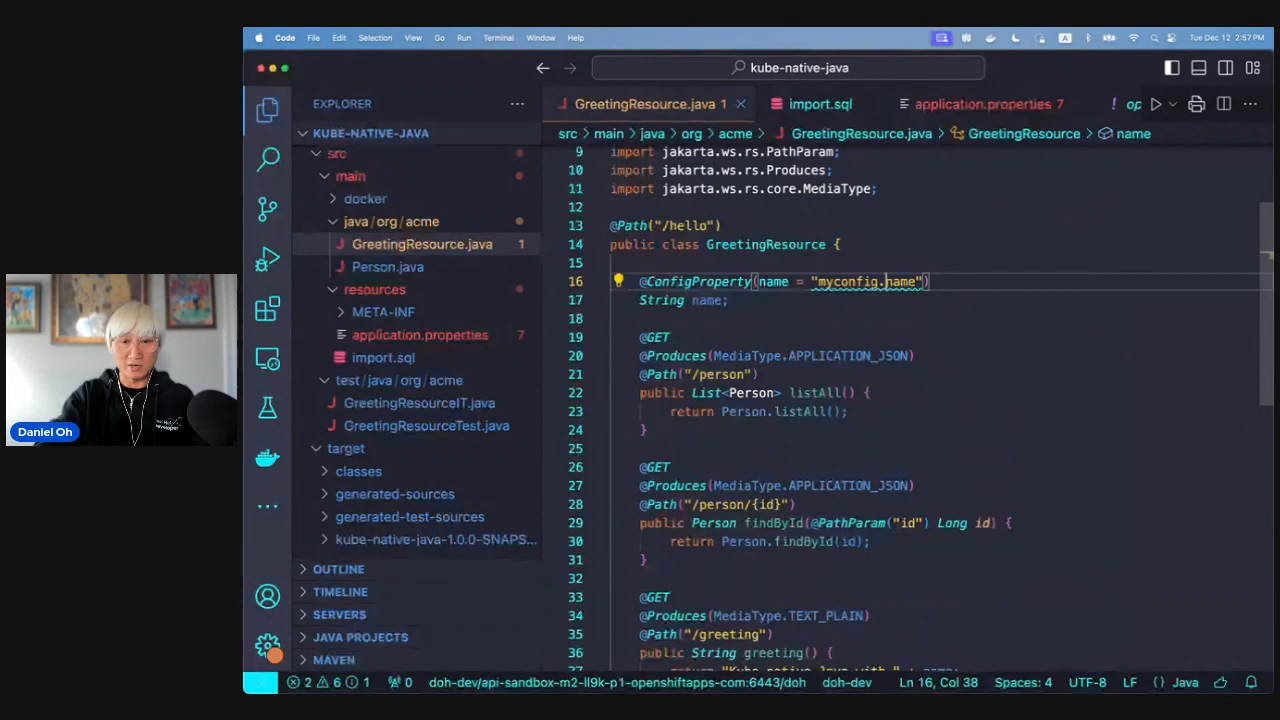 Code File Edit Selection View Go Run Terminal Window Help A Tue Dec 12 2:57 PM
kube-native-java
EXPLORER
KUBE-NATIVE-JAVA
src
main
docker
java/org/acme
GreetingResource.java 1
Person.java
resources
META-INF
application.properties 7
import.sql
test/java/org/acme
GreetingResourceIT.java
GreetingResourceTest.java
target
classes
generated-sources
generated-test-sources
kube-native-java-1.0.0-SNAPS...
OUTLINE
TIMELINE
SERVERS
JAVA PROJECTS
MAVEN
GreetingResource.java 1 import.sql application.properties 7 ! op
src > main > java > org > acme > GreetingResource.java > GreetingResource > name
9 import jakarta.ws.rs.PathParam;
10 import jakarta.ws.rs.Produces;
11 import jakarta.ws.rs.core.MediaType;
12
13 @Path("/hello")
14 public class GreetingResource {
15
16 @ConfigProperty(name = "myconfig.name")
17 String name;
18
19 @GET
20 @Produces(MediaType.APPLICATION_JSON)
21 @Path("/person")
22 public List<Person> listAll() {
23 return Person.listAll();
24 }
25
26 @GET
27 @Produces(MediaType.APPLICATION_JSON)
28 @Path("/person/{id}")
29 public Person findById(@PathParam("id") Long id) {
30 return Person.findById(id);
31 }
32
33 @GET
34 @Produces(MediaType.TEXT_PLAIN)
35 @Path("/greeting")
36 public String greeting() {
37 return "Kube-native Java with " + name;
2 6 1 0 doh-dev/api-sandbox-m2-ll9k-p1-openshiftapps-com:6443/doh doh-dev Ln 16, Col 38 Spaces: 4 UTF-8 LF {} Java
Daniel Oh